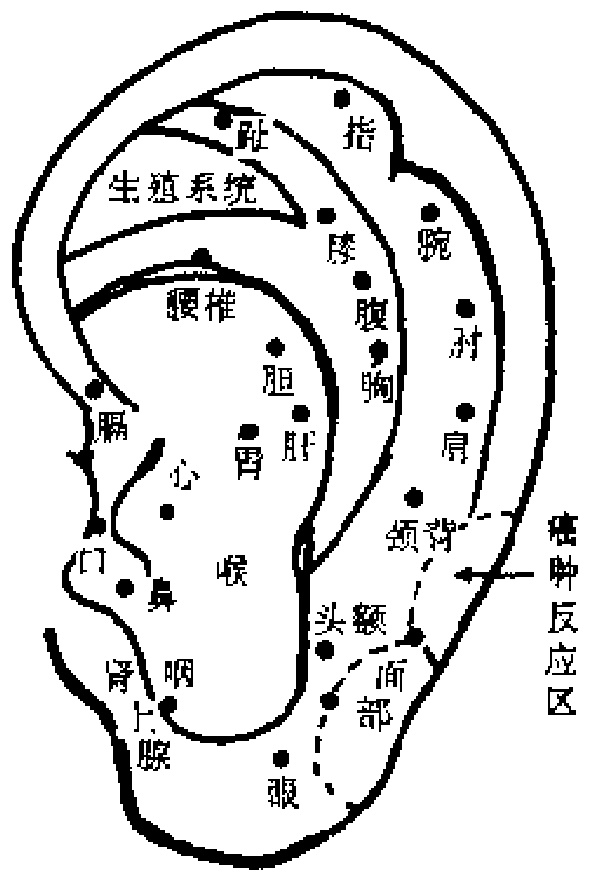 趾
指
生殖系统
膝
腕
腰椎
腹
肘
胆
胸
膈
胃
肝
肩
心
颈背
门
喉
鼻
头额
肾上腺
咽
面部
眼
癌肿反应区